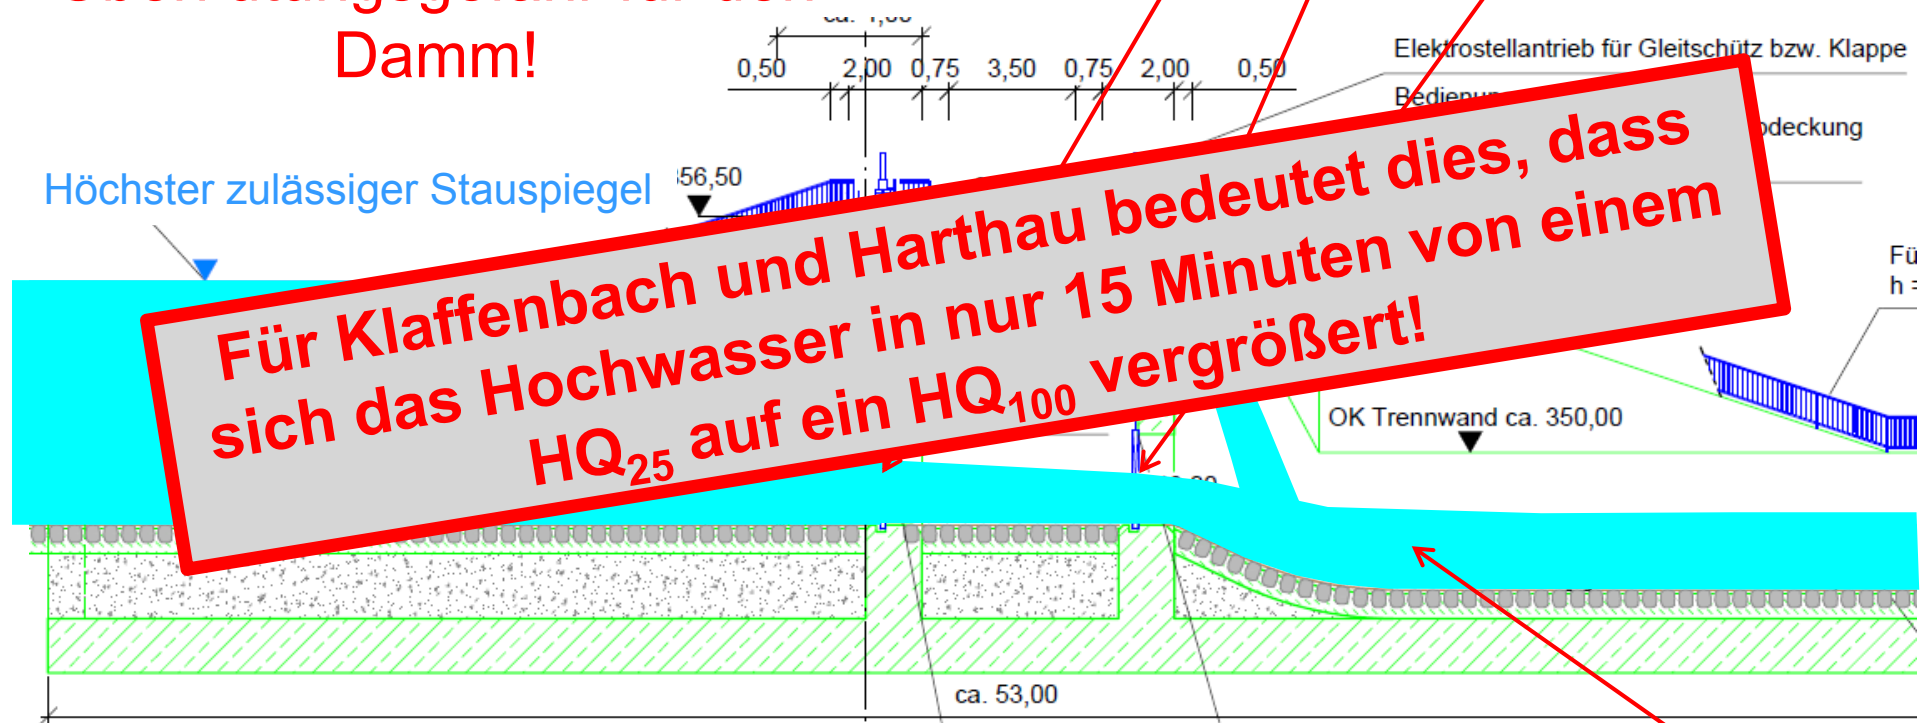 Damm!
0,50 2,00 0,75 3,50 0,75 2,00 0,50
Elektrostellantrieb für Gleitschütz bzw. Klappe
Höchster zulässiger Stauspiegel
Für Klaffenbach und Harthau bedeutet dies, dass
sich das Hochwasser in nur 15 Minuten von einem
HQ25 auf ein HQ100 vergrößert!
OK Trennwand ca. 350,00
ca. 53,00